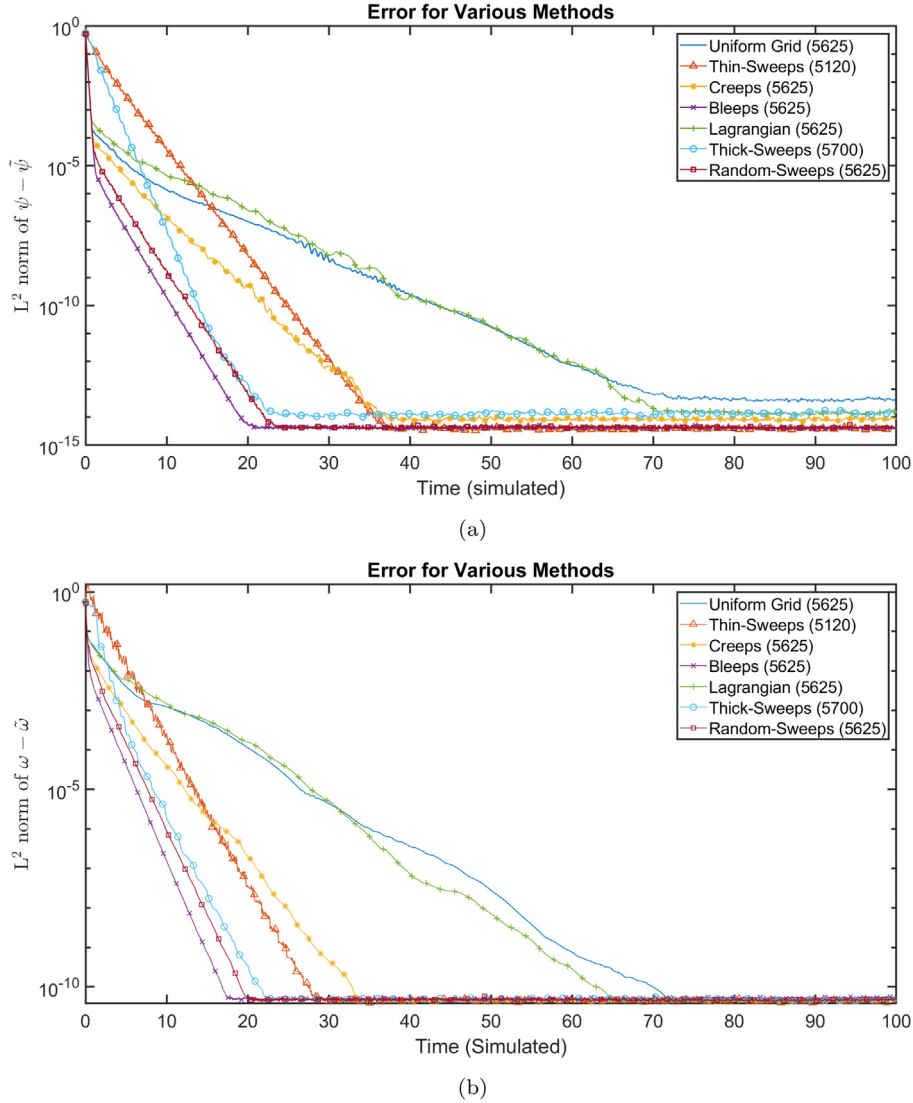 Error for Various Methods
10^0
10^-5
10^-10
10^-15
L^2 norm of ψ − ψ̃
Uniform Grid (5625)
Thin-Sweeps (5120)
Creeps (5625)
Bleeps (5625)
Lagrangian (5625)
Thick-Sweeps (5700)
Random-Sweeps (5625)
0 10 20 30 40 50 60 70 80 90 100
Time (simulated)
(a)
Error for Various Methods
10^0
10^-5
10^-10
L^2 norm of ω − ω̃
Uniform Grid (5625)
Thin-Sweeps (5120)
Creeps (5625)
Bleeps (5625)
Lagrangian (5625)
Thick-Sweeps (5700)
Random-Sweeps (5625)
0 10 20 30 40 50 60 70 80 90 100
Time (Simulated)
(b)